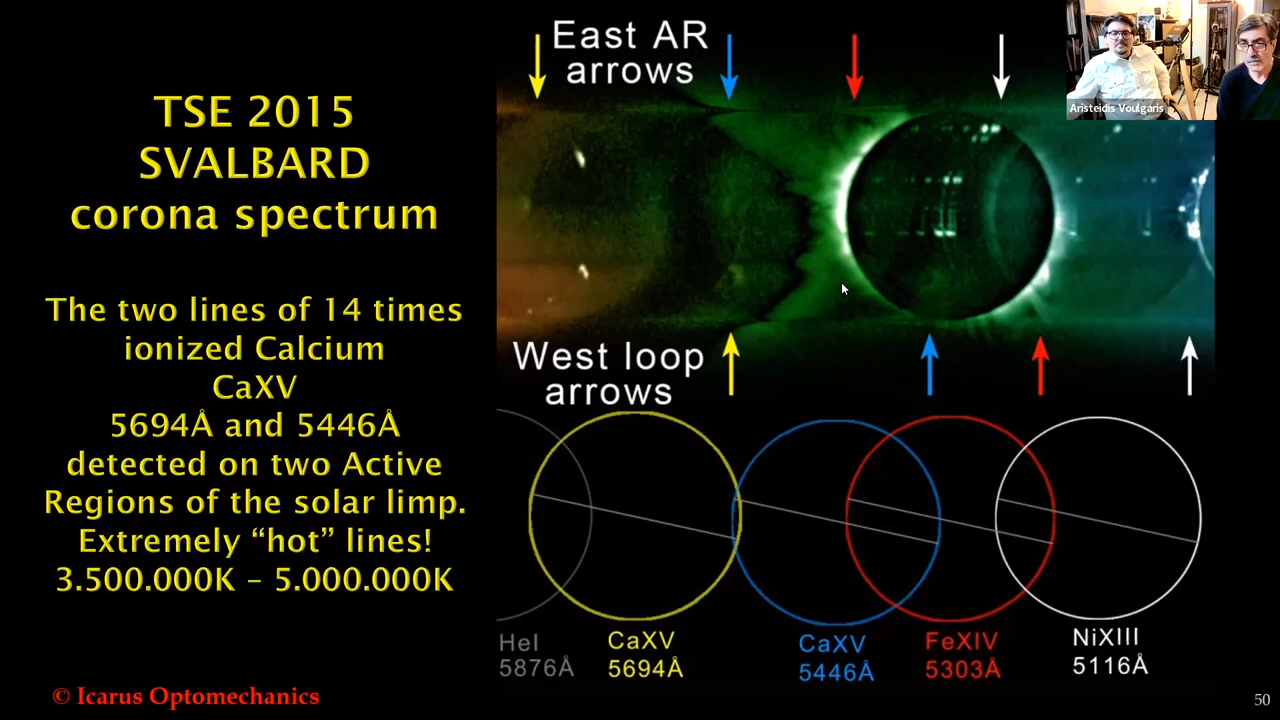 TSE 2015
SVALBARD
corona spectrum
The two lines of 14 times
ionized Calcium
CaXV
5694Å and 5446Å
detected on two Active
Regions of the solar limp.
Extremely “hot” lines!
3.500.000K – 5.000.000K
© Icarus Optomechanics
East AR
arrows
West loop
arrows
HeI
5876Å
CaXV
5694Å
CaXV
5446Å
FeXIV
5303Å
NiXIII
5116Å
Aristeidis Voulgaris
50